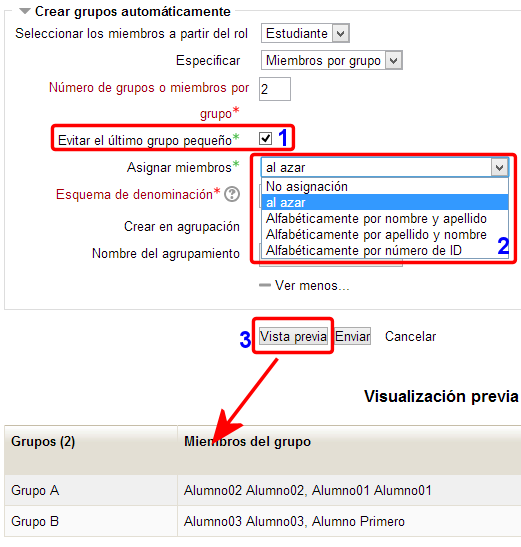 Crear grupos automáticamente
Seleccionar los miembros a partir del rol Estudiante
Especificar Miembros por grupo
Número de grupos o miembros por grupo* 2
Evitar el último grupo pequeño* 1
Asignar miembros* al azar
No asignación
Esquema de denominación* ? al azar
Alfabéticamente por nombre y apellido
Crear en agrupación Alfabéticamente por apellido y nombre
Nombre del agrupamiento Alfabéticamente por número de ID 2
Ver menos...
3 Vista previa Enviar Cancelar
Visualización previa
Grupos (2) Miembros del grupo
Grupo A Alumno02 Alumno02, Alumno01 Alumno01
Grupo B Alumno03 Alumno03, Alumno Primero